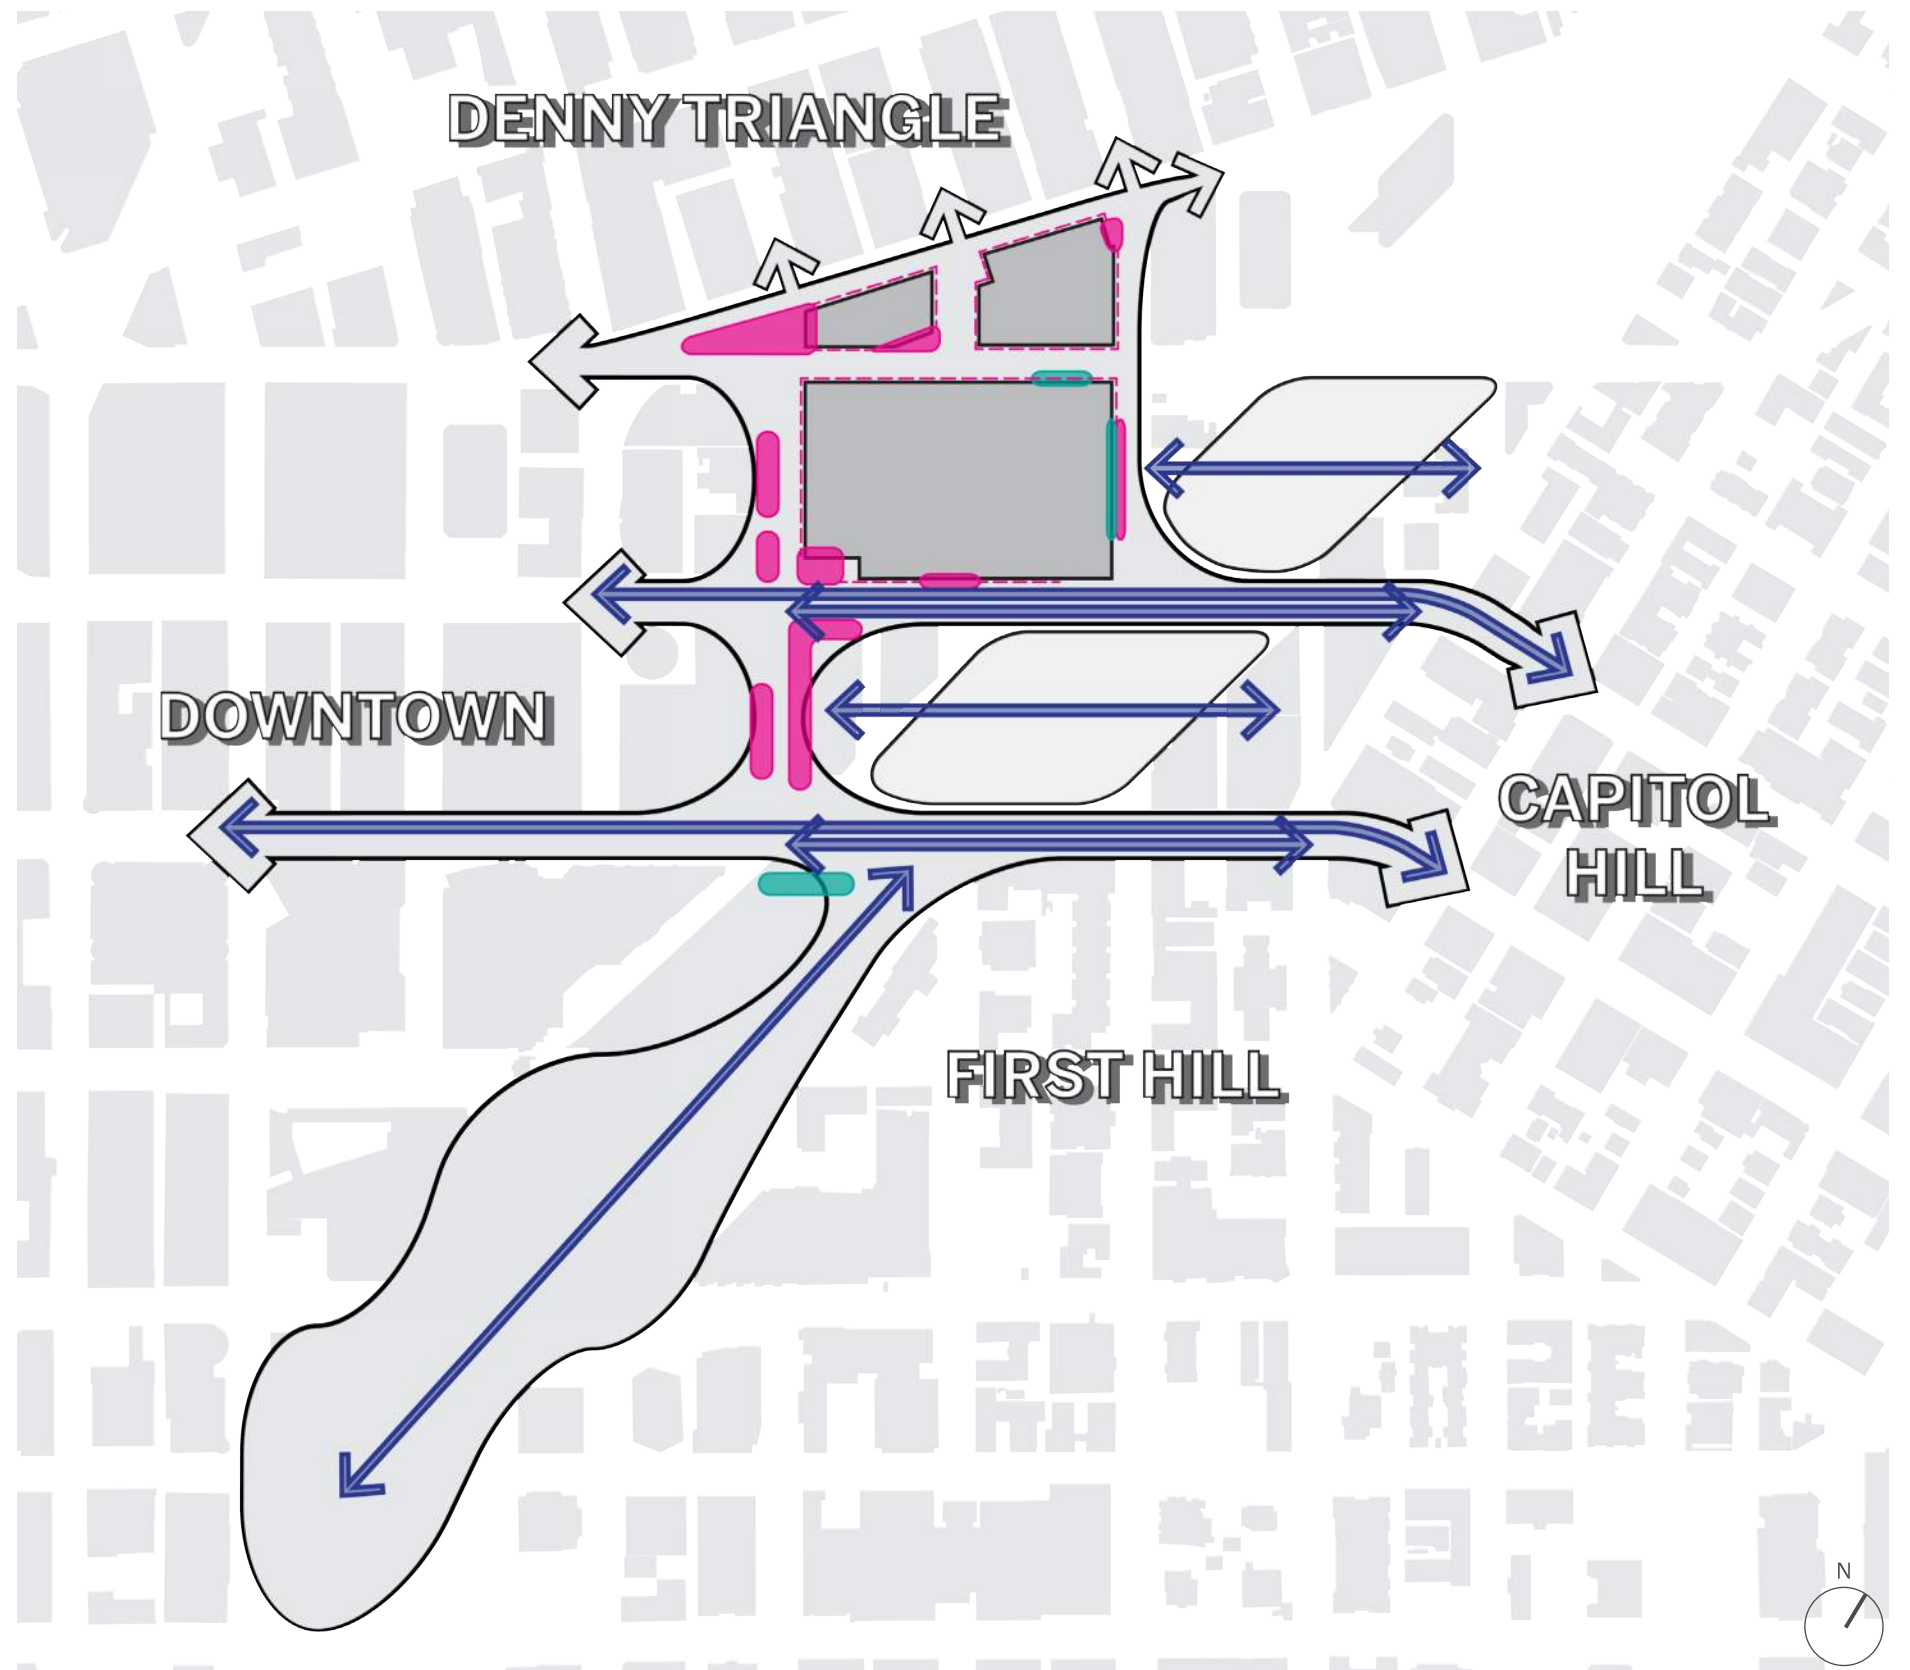 DENNY TRIANGLE
DOWNTOWN
CAPITOL
HILL
FIRST HILL
N